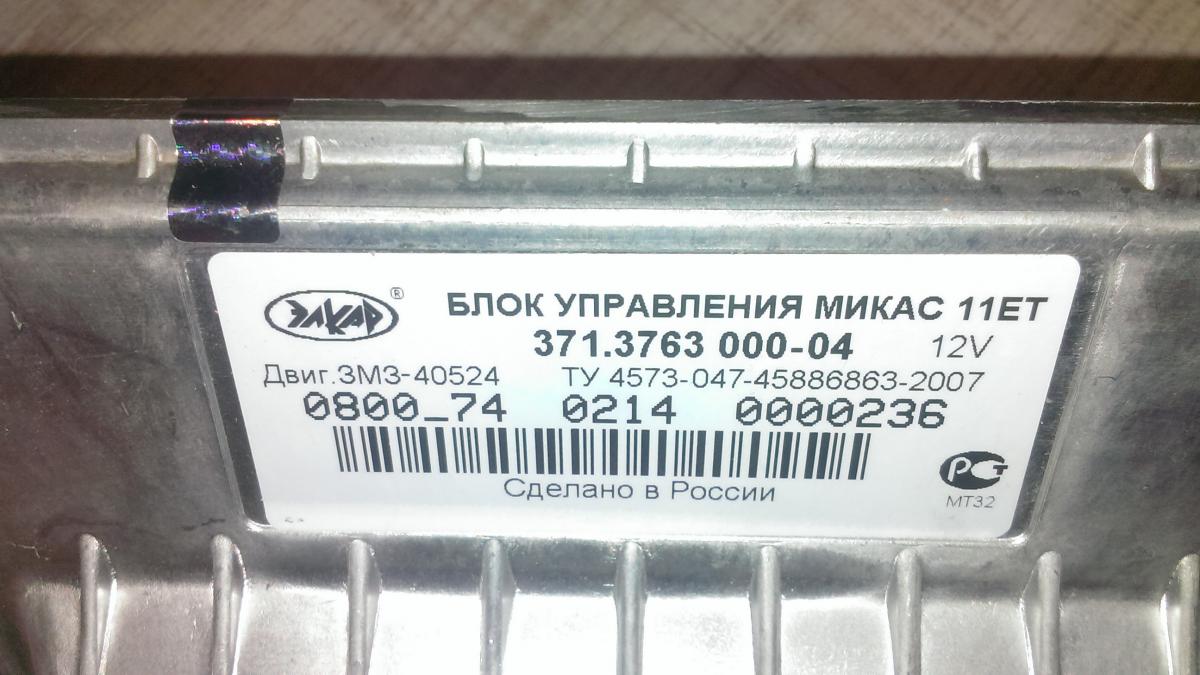 ЭЛКАР ®
БЛОК УПРАВЛЕНИЯ МИКАС 11ЕТ
371.3763 000-04 12V
Двиг.ЗМЗ-40524 ТУ 4573-047-45886863-2007
0800_74 0214 0000236
Сделано в России
РСТ
МТ32